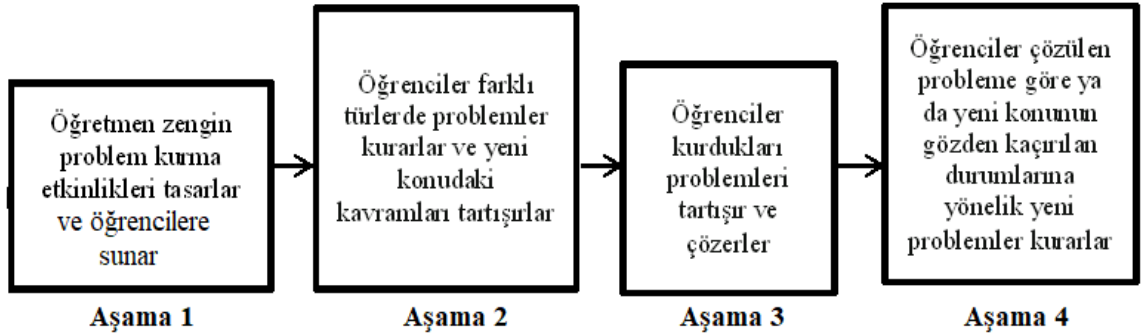 Öğretmen zengin
problem kurma
etkinlikleri tasarlar
ve öğrencilere
sunar
Aşama 1
Öğrenciler farklı
türlerde problemler
kurarlar ve yeni
konudaki
kavramları tartışırlar
Aşama 2
Öğrenciler
kurdukları
problemleri
tartışır ve
çözerler
Aşama 3
Öğrenciler çözülen
probleme göre ya
da yeni konunun
gözden kaçırılan
durumlarına
yönelik yeni
problemler kurarlar
Aşama 4